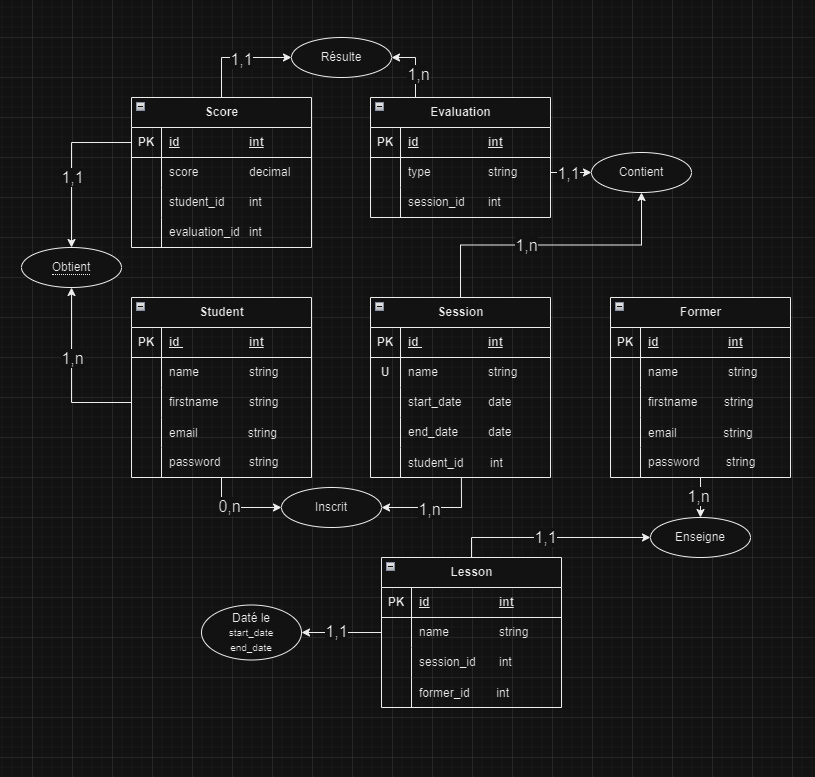 Résulte
1,1
1,n
Score
PK id int
score decimal
student_id int
evaluation_id int
Evaluation
PK id int
type string
session_id int
1,1
Contient
1,1
1,n
Obtient
1,n
Student
PK id int
name string
firstname string
email string
password string
Session
PK id int
U name string
start_date date
end_date date
student_id int
Former
PK id int
name string
firstname string
email string
password string
0,n
Inscrit
1,n
1,n
Enseigne
1,1
Lesson
PK id int
name string
session_id int
former_id int
Daté le
start_date
end_date
1,1